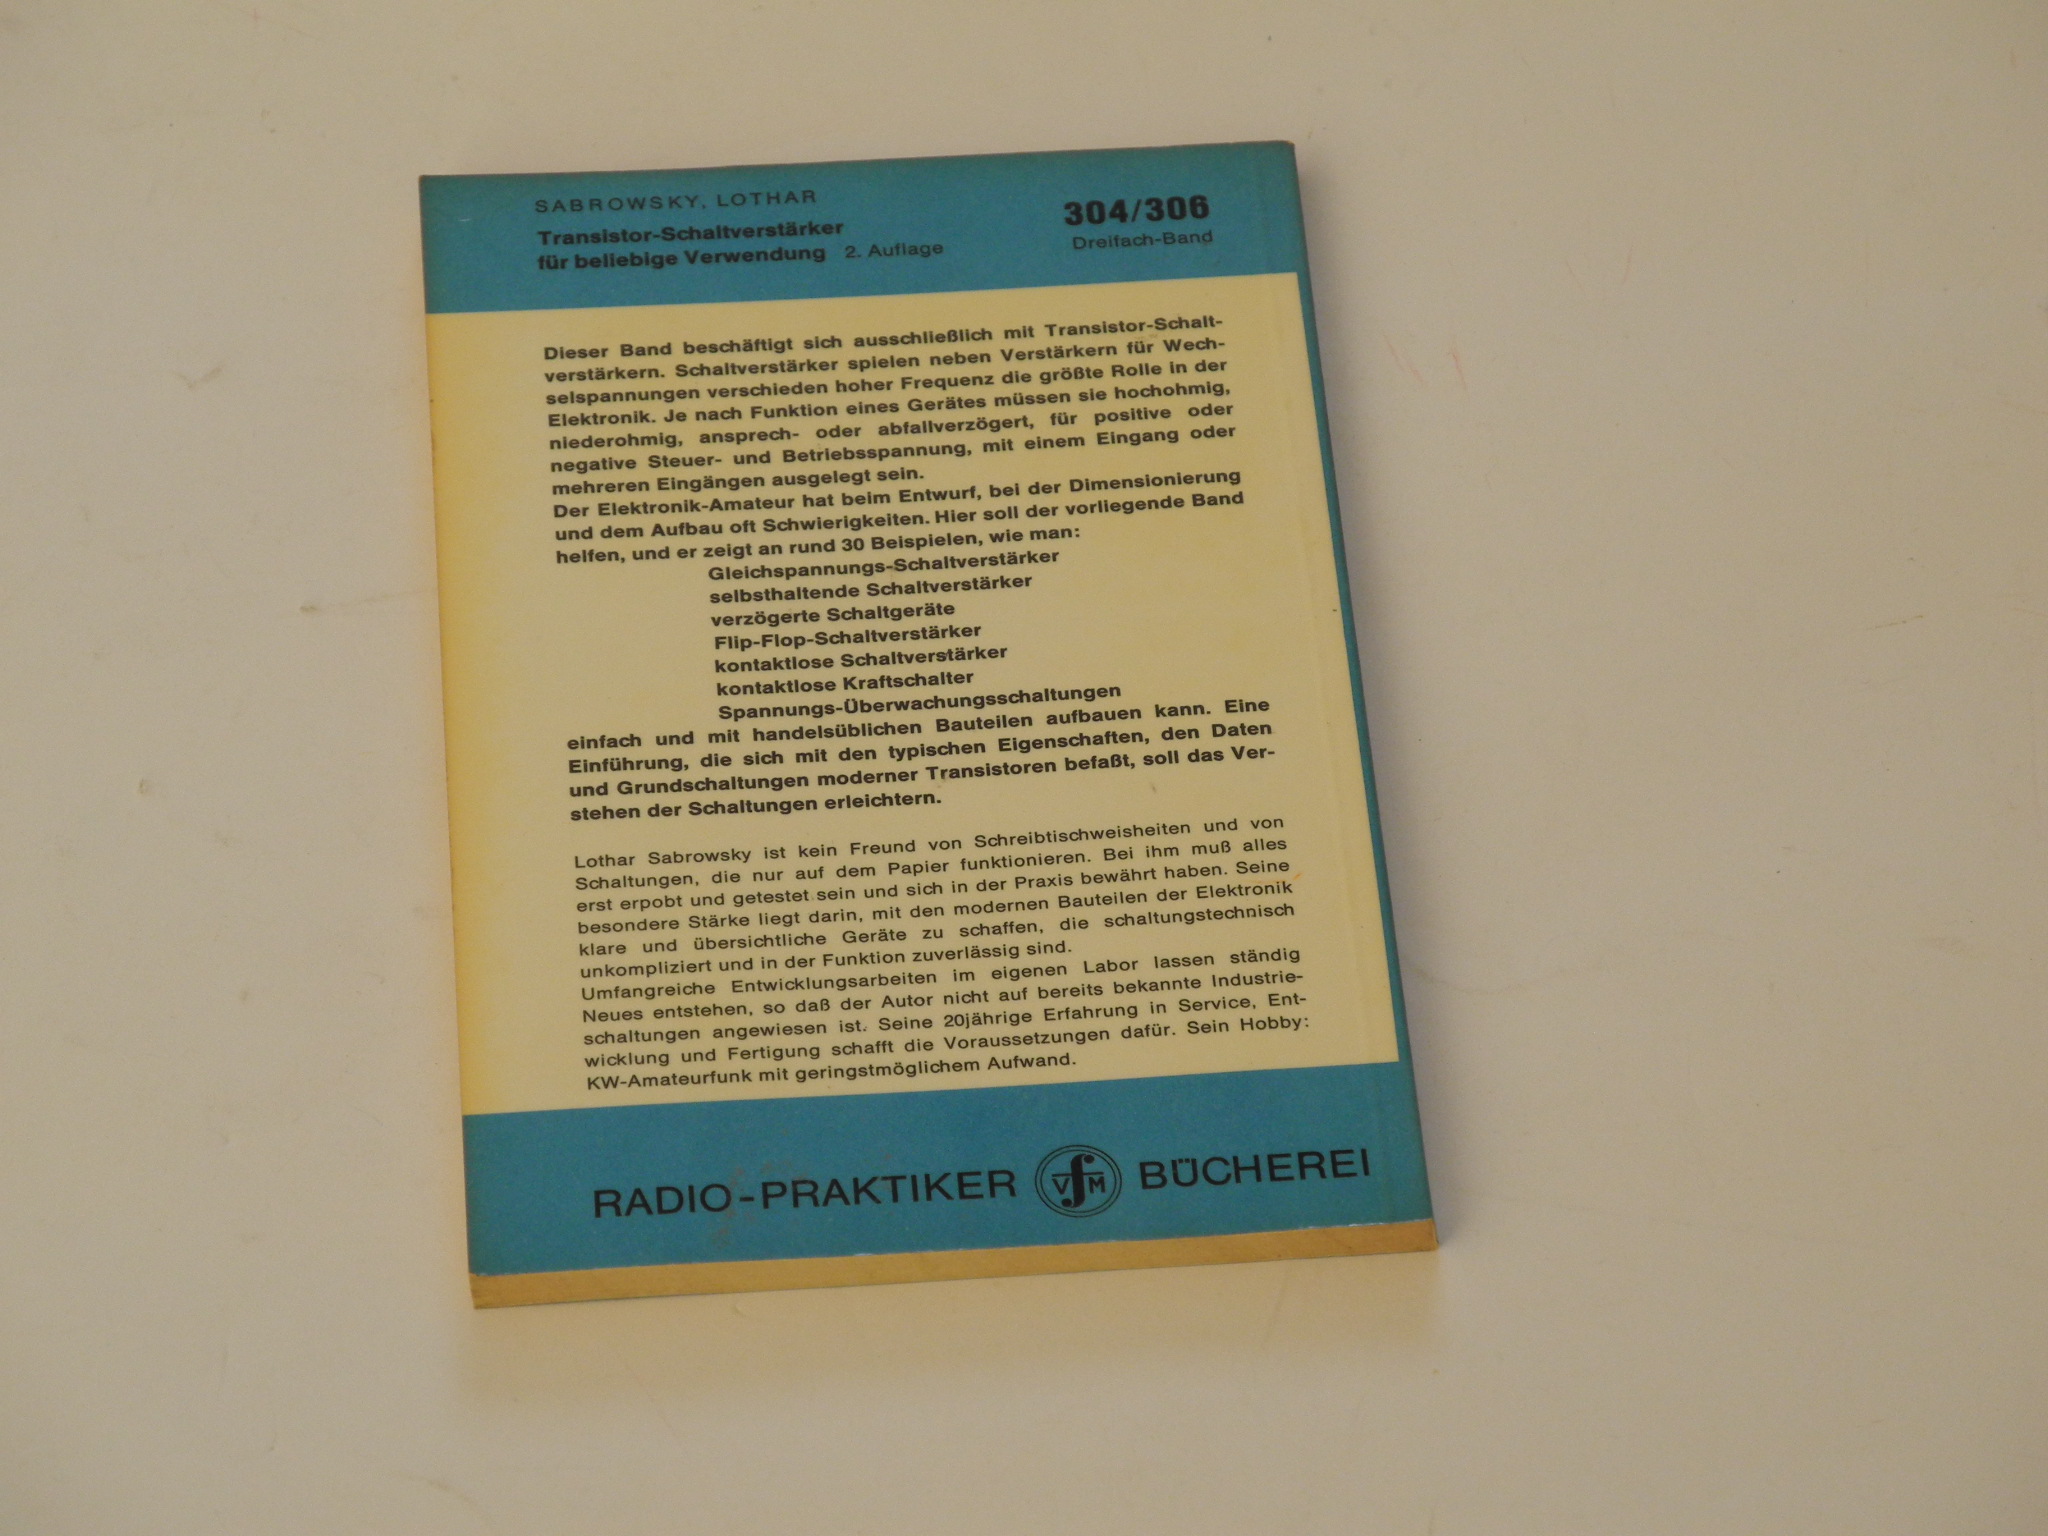 SABROWSKY, LOTHAR
Transistor-Schaltverstärker
für beliebige Verwendung 2. Auflage
304/306
Dreifach-Band
Dieser Band beschäftigt sich ausschließlich mit Transistor-Schalt-
verstärkern. Schaltverstärker spielen neben Verstärkern für Wech-
selspannungen verschieden hoher Frequenz die größte Rolle in der
Elektronik. Je nach Funktion eines Gerätes müssen sie hochohmig,
niederohmig, ansprech- oder abfallverzögert, für positive oder
negative Steuer- und Betriebsspannung, mit einem Eingang oder
mehreren Eingängen ausgelegt sein.
Der Elektronik-Amateur hat beim Entwurf, bei der Dimensionierung
und dem Aufbau oft Schwierigkeiten. Hier soll der vorliegende Band
helfen, und er zeigt an rund 30 Beispielen, wie man:
Gleichspannungs-Schaltverstärker
selbsthaltende Schaltverstärker
verzögerte Schaltgeräte
Flip-Flop-Schaltverstärker
kontaktlose Schaltverstärker
kontaktlose Kraftschalter
Spannungs-Überwachungsschaltungen
einfach und mit handelsüblichen Bauteilen aufbauen kann. Eine
Einführung, die sich mit den typischen Eigenschaften, den Daten
und Grundschaltungen moderner Transistoren befaßt, soll das Ver-
stehen der Schaltungen erleichtern.
Lothar Sabrowsky ist kein Freund von Schreibtischweisheiten und von
Schaltungen, die nur auf dem Papier funktionieren. Bei ihm muß alles
erst erpobt und getestet sein und sich in der Praxis bewährt haben. Seine
besondere Stärke liegt darin, mit den modernen Bauteilen der Elektronik
klare und übersichtliche Geräte zu schaffen, die schaltungstechnisch
unkompliziert und in der Funktion zuverlässig sind.
Umfangreiche Entwicklungsarbeiten im eigenen Labor lassen ständig
Neues entstehen, so daß der Autor nicht auf bereits bekannte Industrie-
schaltungen angewiesen ist. Seine 20jährige Erfahrung in Service, Ent-
wicklung und Fertigung schafft die Voraussetzungen dafür. Sein Hobby:
KW-Amateurfunk mit geringstmöglichem Aufwand.
RADIO-PRAKTIKER VfM BÜCHEREI